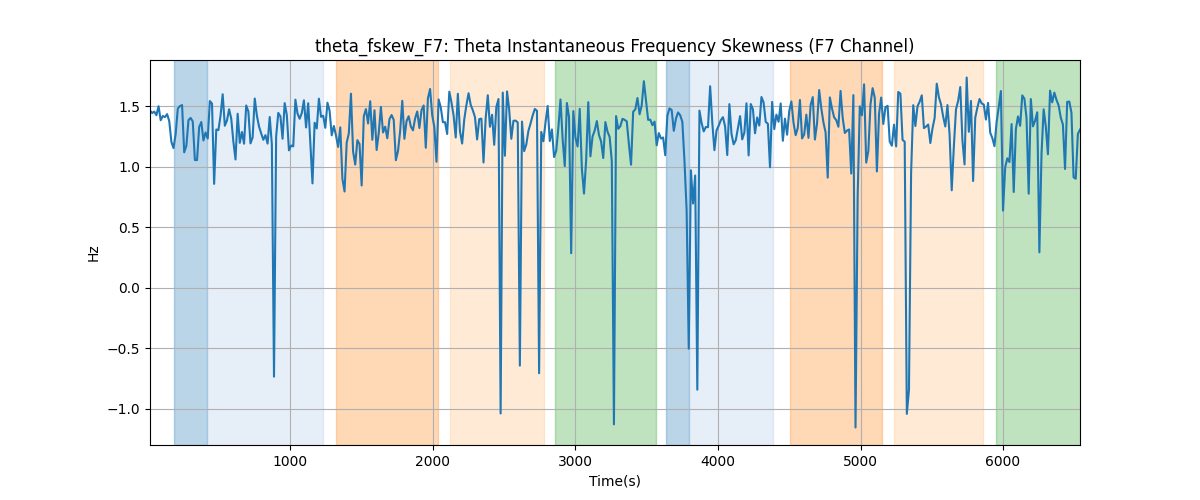 theta_fskew_F7: Theta Instantaneous Frequency Skewness (F7 Channel)
1.5
1.0
0.5
0.0
−0.5
−1.0
Hz
1000 2000 3000 4000 5000 6000
Time(s)